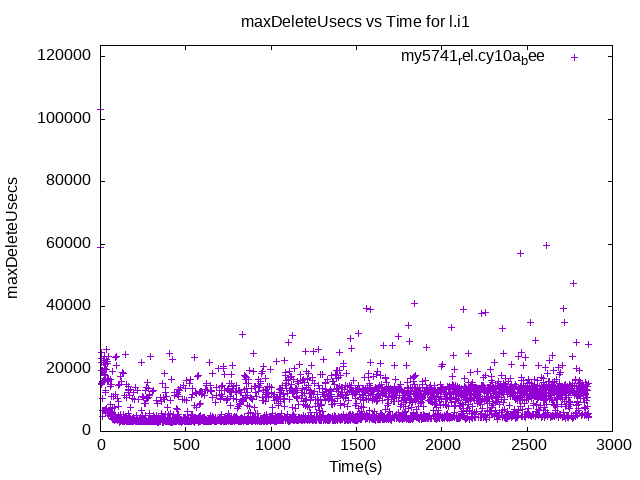 maxDeleteUsecs vs Time for l.i1
my5741rel.cy10abee
120000
100000
80000
60000
40000
20000
0
maxDeleteUsecs
0 500 1000 1500 2000 2500 3000
Time(s)